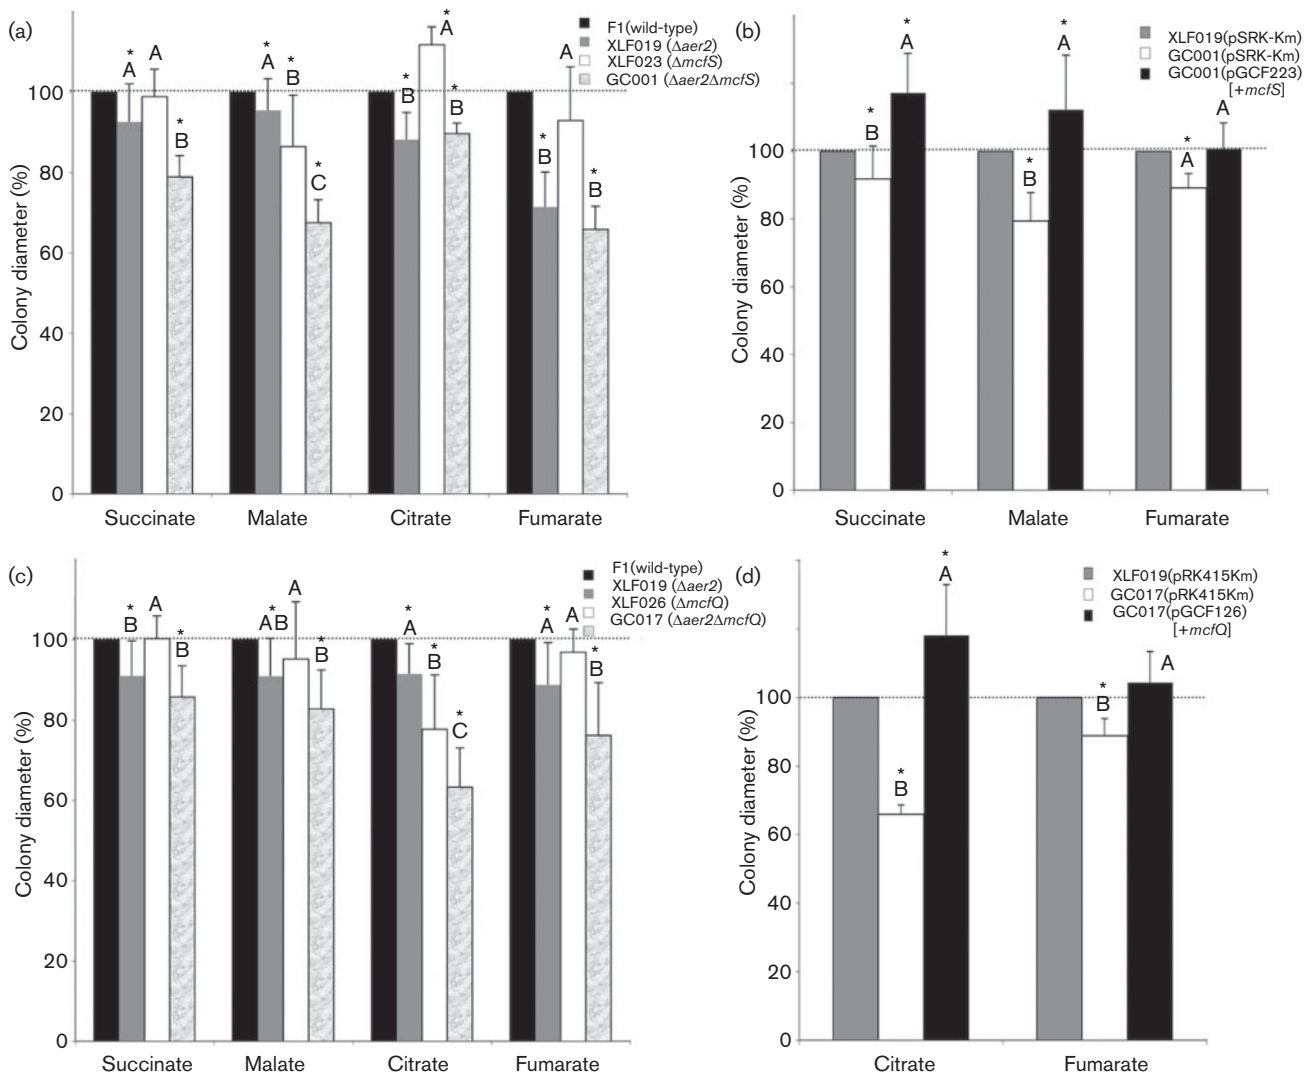 (a)
F1(wild-type)
XLF019 (Δaer2)
XLF023 (ΔmcfS)
GC001 (Δaer2ΔmcfS)
Colony diameter (%)
100
80
60
40
20
0
* A
A
* B
* A
* B
* C
* B
* A
* B
* B
A
* B
Succinate Malate Citrate Fumarate
(b)
XLF019(pSRK-Km)
GC001(pSRK-Km)
GC001(pGCF223)
[+mcfS]
Colony diameter (%)
100
80
60
40
20
0
* B
* A
* B
* A
* A
A
Succinate Malate Fumarate
(c)
F1(wild-type)
XLF019 (Δaer2)
XLF026 (ΔmcfQ)
GC017 (Δaer2ΔmcfQ)
Colony diameter (%)
100
80
60
40
20
0
* B
A
* B
* AB
A
* B
* A
* B
* C
* A
A
* B
Succinate Malate Citrate Fumarate
(d)
XLF019(pRK415Km)
GC017(pRK415Km)
GC017(pGCF126)
[+mcfQ]
Colony diameter (%)
100
80
60
40
20
0
* B
* A
* B
A
Citrate Fumarate